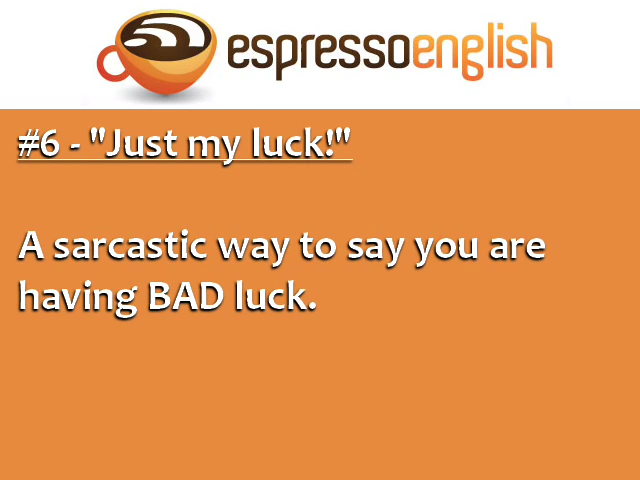 espressoenglish
#6 - "Just my luck!"
A sarcastic way to say you are
having BAD luck.